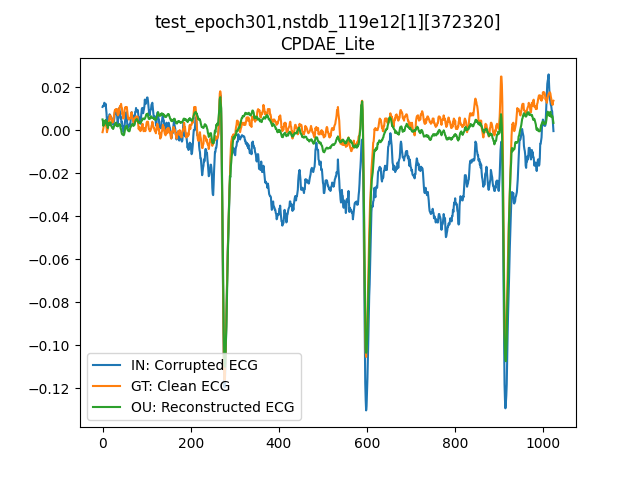 test_epoch301,nstdb_119e12[1][372320]
CPDAE_Lite
0.02
0.00
−0.02
−0.04
−0.06
−0.08
−0.10
−0.12
IN: Corrupted ECG
GT: Clean ECG
OU: Reconstructed ECG
0 200 400 600 800 1000